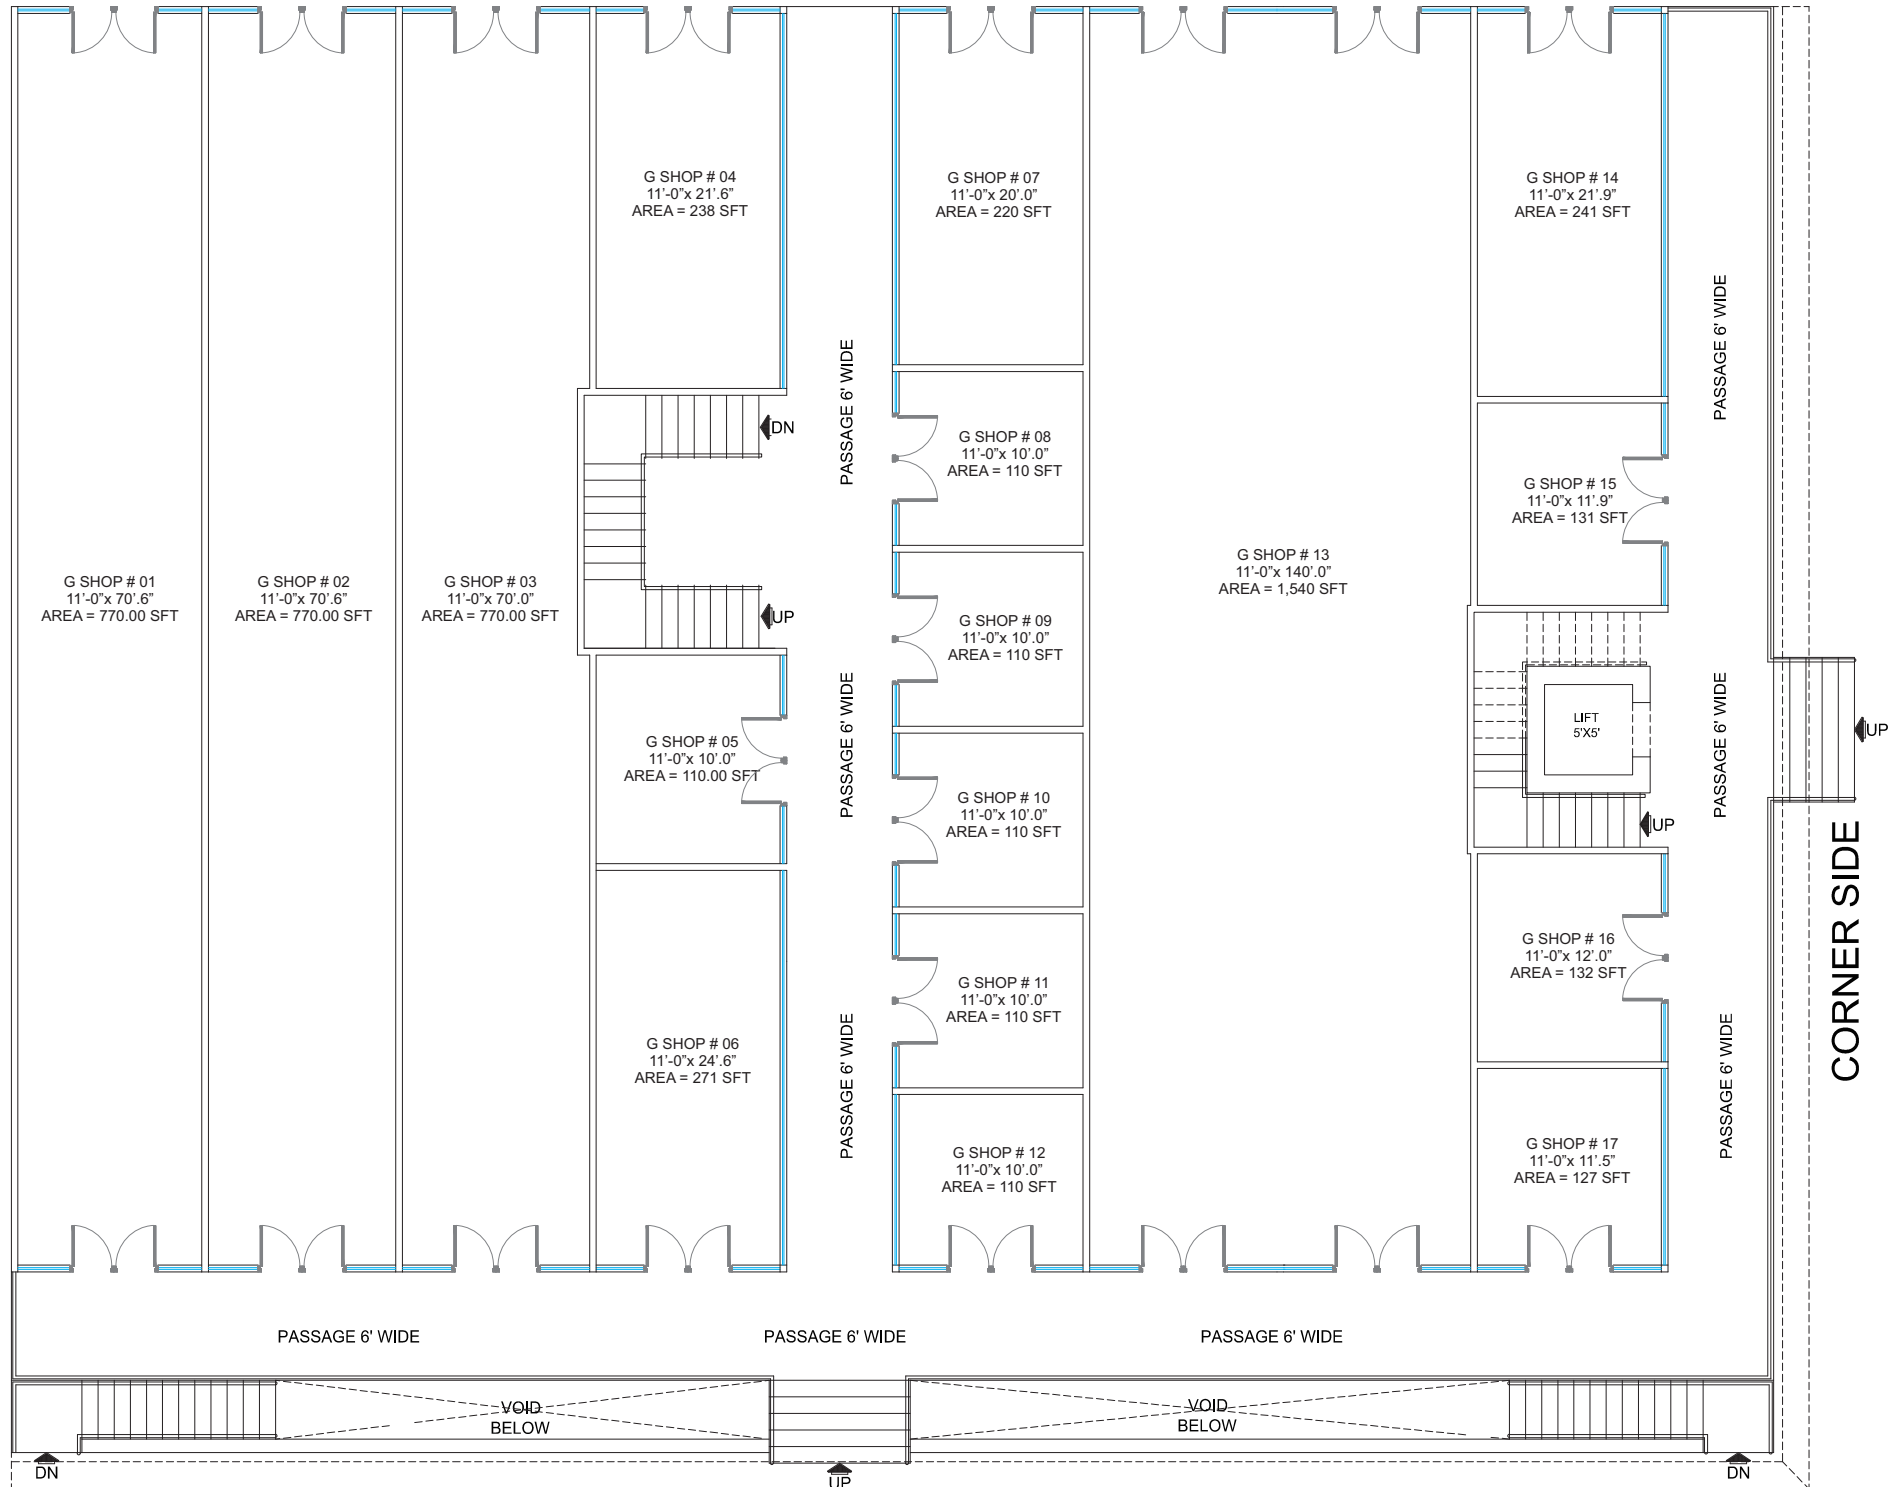 G SHOP # 01
11'-0"x 70'.6"
AREA = 770.00 SFT
G SHOP # 02
11'-0"x 70'.6"
AREA = 770.00 SFT
G SHOP # 03
11'-0"x 70'.0"
AREA = 770.00 SFT
G SHOP # 04
11'-0"x 21'.6"
AREA = 238 SFT
DN
UP
G SHOP # 05
11'-0"x 10'.0"
AREA = 110.00 SFT
G SHOP # 06
11'-0"x 24'.6"
AREA = 271 SFT
PASSAGE 6' WIDE
PASSAGE 6' WIDE
PASSAGE 6' WIDE
G SHOP # 07
11'-0"x 20'.0"
AREA = 220 SFT
G SHOP # 08
11'-0"x 10'.0"
AREA = 110 SFT
G SHOP # 09
11'-0"x 10'.0"
AREA = 110 SFT
G SHOP # 10
11'-0"x 10'.0"
AREA = 110 SFT
G SHOP # 11
11'-0"x 10'.0"
AREA = 110 SFT
G SHOP # 12
11'-0"x 10'.0"
AREA = 110 SFT
G SHOP # 13
11'-0"x 140'.0"
AREA = 1,540 SFT
G SHOP # 14
11'-0"x 21'.9"
AREA = 241 SFT
G SHOP # 15
11'-0"x 11'.9"
AREA = 131 SFT
LIFT
5'X5'
UP
G SHOP # 16
11'-0"x 12'.0"
AREA = 132 SFT
G SHOP # 17
11'-0"x 11'.5"
AREA = 127 SFT
PASSAGE 6' WIDE
PASSAGE 6' WIDE
PASSAGE 6' WIDE
UP
CORNER SIDE
PASSAGE 6' WIDE
PASSAGE 6' WIDE
PASSAGE 6' WIDE
VOID
BELOW
VOID
BELOW
DN
UP
DN